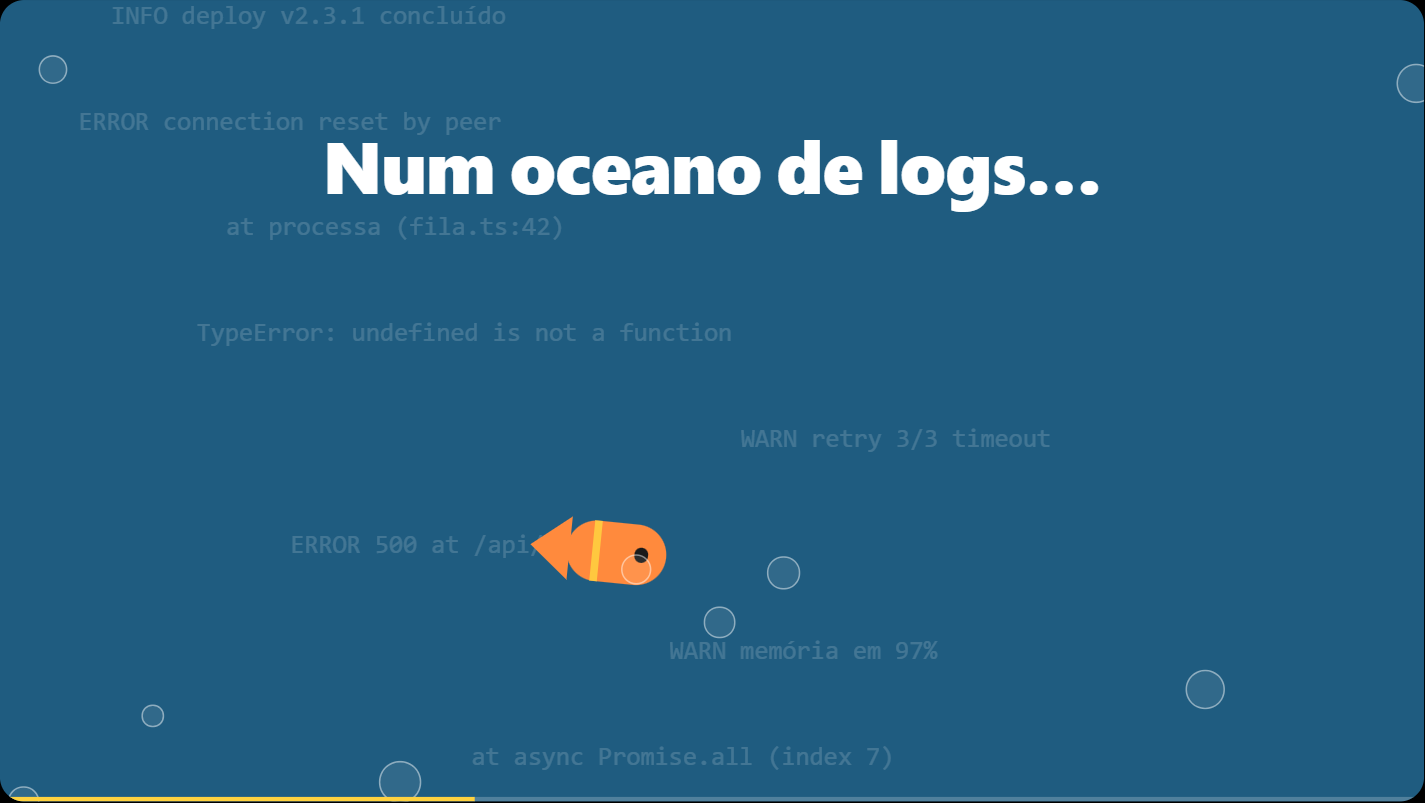 INFO deploy v2.3.1 concluído
ERROR connection reset by peer
Num oceano de logs...
at processa (fila.ts:42)
TypeError: undefined is not a function
WARN retry 3/3 timeout
ERROR 500 at /api/
WARN memória em 97%
at async Promise.all (index 7)